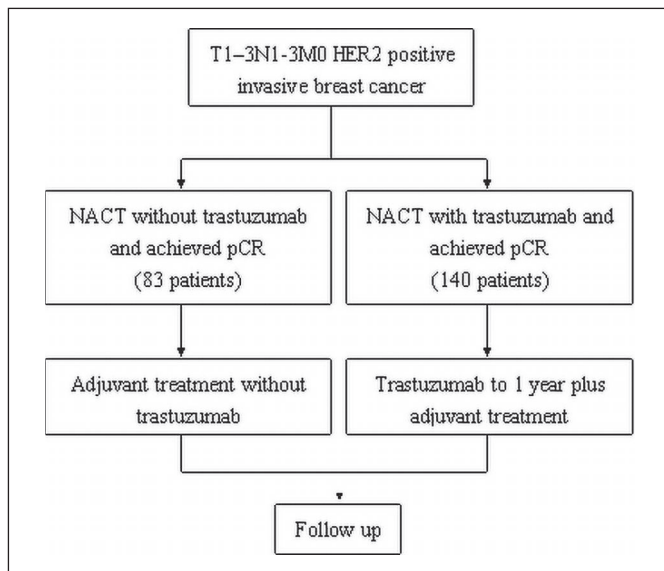 T1–3N1-3M0 HER2 positive
invasive breast cancer
NACT without trastuzumab
and achieved pCR
(83 patients)
NACT with trastuzumab and
achieved pCR
(140 patients)
Adjuvant treatment without
trastuzumab
Trastuzumab to 1 year plus
adjuvant treatment
Follow up